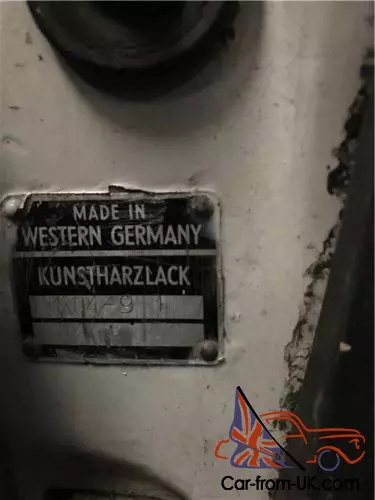 MADE IN
WESTERN GERMANY
KUNSTHARZLACK
Car-from-UK.com